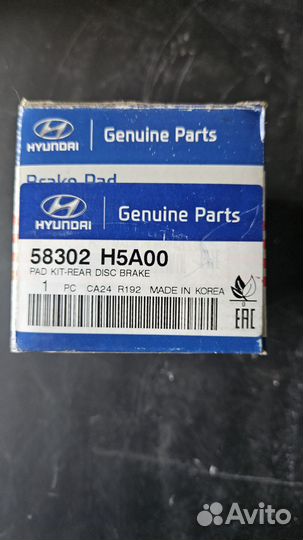 HYUNDAI
Genuine Parts
Brake Pad
HYUNDAI
Genuine Parts
58302 H5A00
PAD KIT-REAR DISC BRAKE
1 PC CA24 R192 MADE IN KOREA
EAC
Avito